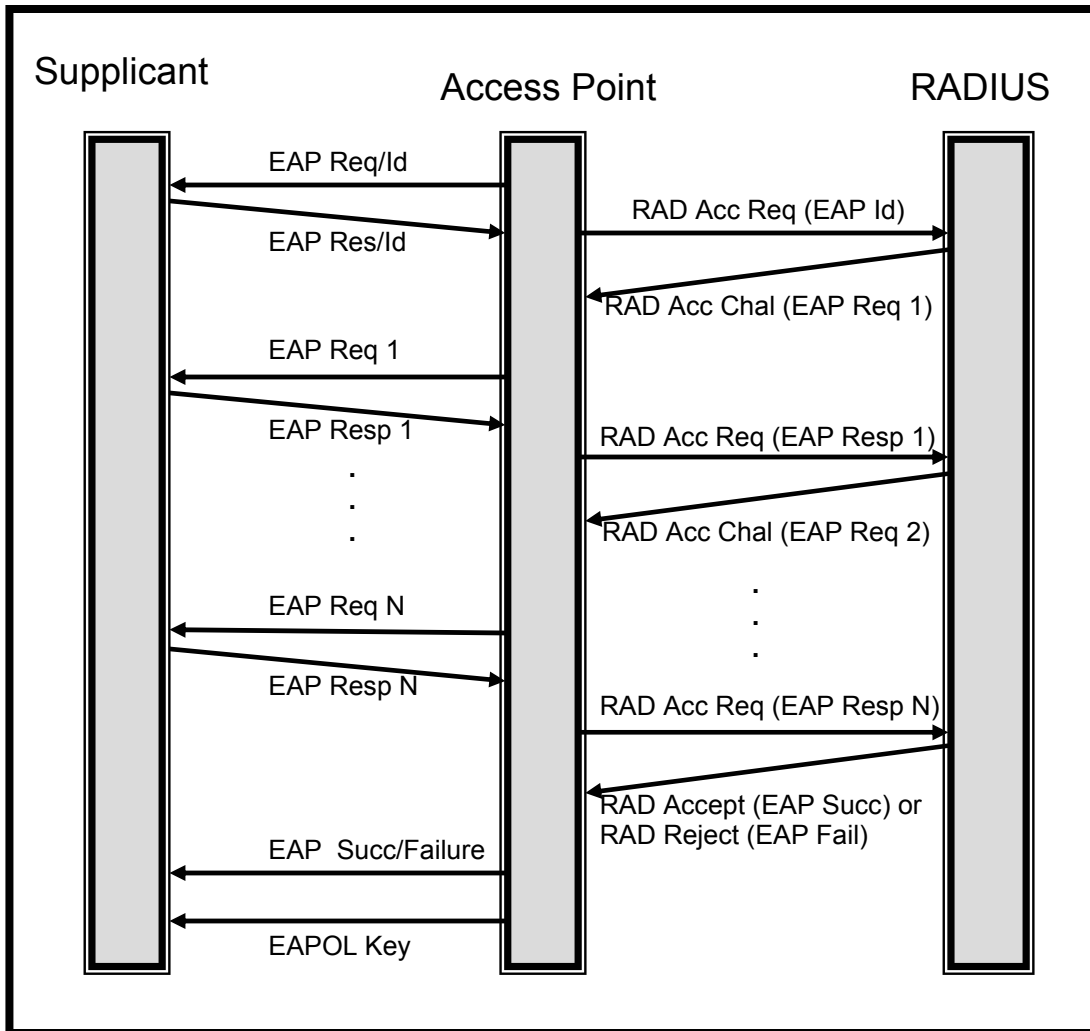 Supplicant
Access Point
RADIUS
EAP Req/Id
EAP Res/Id
RAD Acc Req (EAP Id)
RAD Acc Chal (EAP Req 1)
EAP Req 1
EAP Resp 1
RAD Acc Req (EAP Resp 1)
RAD Acc Chal (EAP Req 2)
.
.
.
EAP Req N
EAP Resp N
.
.
.
RAD Acc Req (EAP Resp N)
RAD Accept (EAP Succ) or
RAD Reject (EAP Fail)
EAP Succ/Failure
EAPOL Key